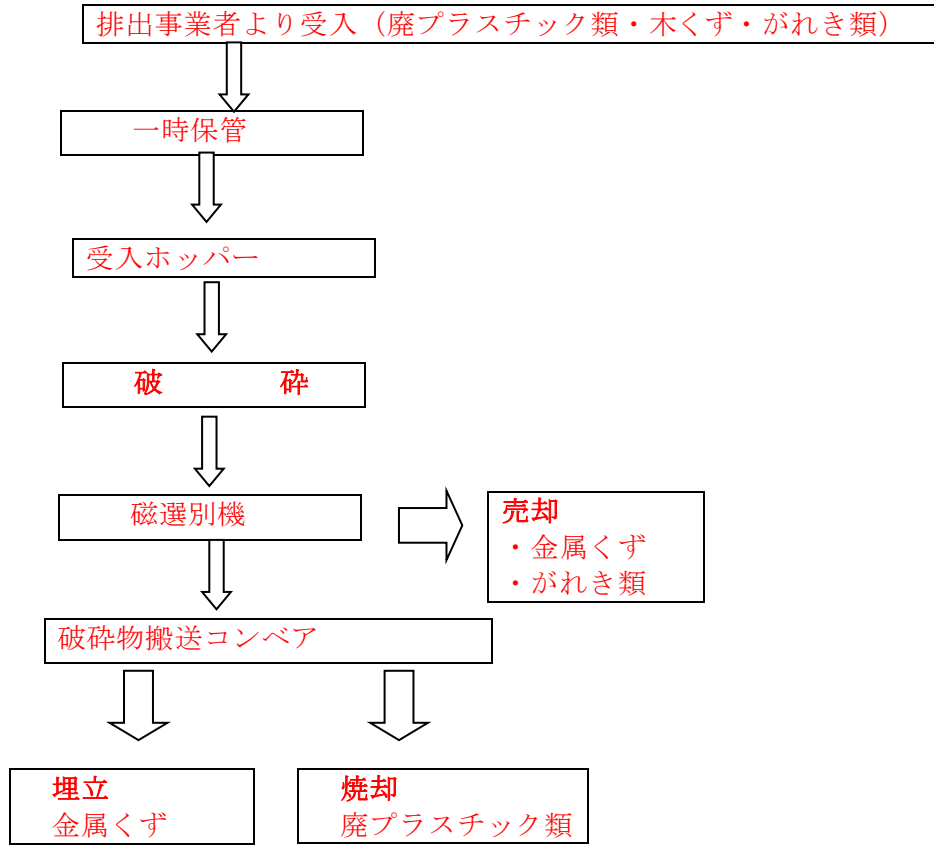 排出事業者より受入（廃プラスチック類・木くず・がれき類）
一時保管
受入ホッパー
破　　　　砕
磁選別機
売却
・金属くず
・がれき類
破砕物搬送コンベア
埋立
金属くず
焼却
廃プラスチック類